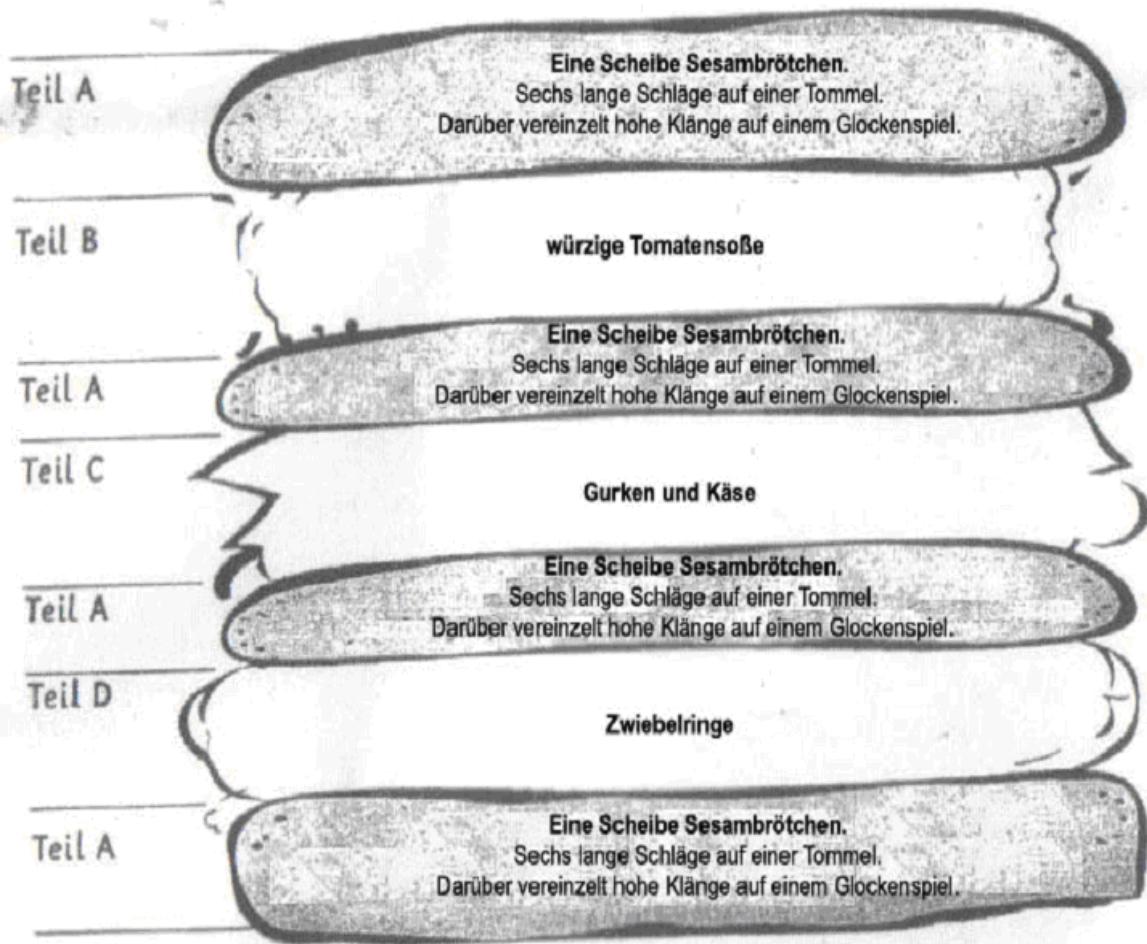 Teil A
Eine Scheibe Sesambrötchen.
Sechs lange Schläge auf einer Tommel.
Darüber vereinzelt hohe Klänge auf einem Glockenspiel.
Teil B
würzige Tomatensoße
Teil A
Eine Scheibe Sesambrötchen.
Sechs lange Schläge auf einer Tommel.
Darüber vereinzelt hohe Klänge auf einem Glockenspiel.
Teil C
Gurken und Käse
Teil A
Eine Scheibe Sesambrötchen.
Sechs lange Schläge auf einer Tommel.
Darüber vereinzelt hohe Klänge auf einem Glockenspiel.
Teil D
Zwiebelringe
Teil A
Eine Scheibe Sesambrötchen.
Sechs lange Schläge auf einer Tommel.
Darüber vereinzelt hohe Klänge auf einem Glockenspiel.